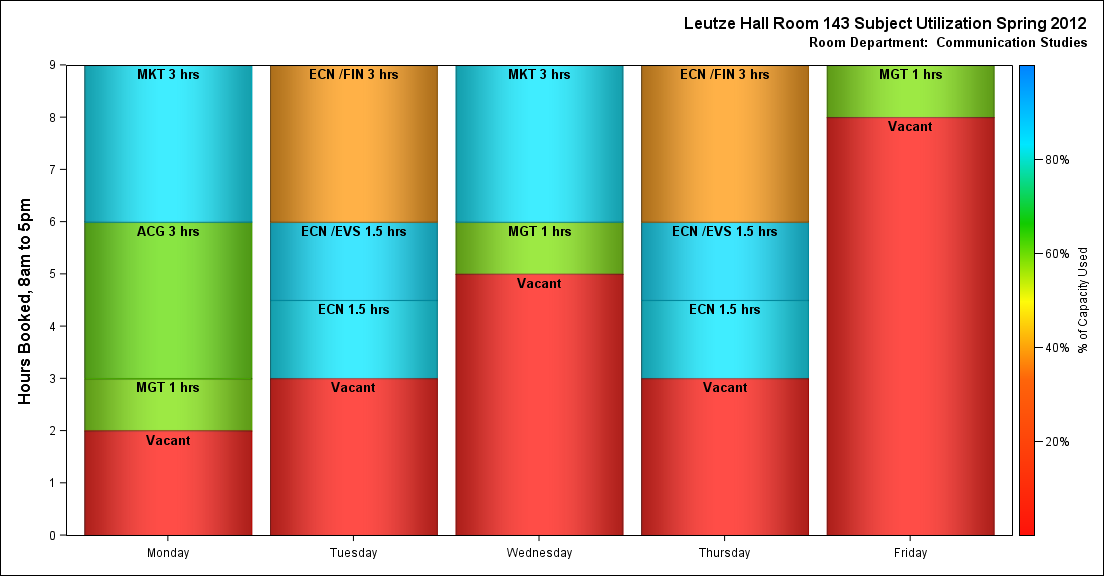 Leutze Hall Room 143 Subject Utilization Spring 2012
Room Department:  Communication Studies
Hours Booked, 8am to 5pm
9
8
7
6
5
4
3
2
1
0
MKT 3 hrs
ACG 3 hrs
MGT 1 hrs
Vacant
Monday
ECN /FIN 3 hrs
ECN /EVS 1.5 hrs
ECN 1.5 hrs
Vacant
Tuesday
MKT 3 hrs
MGT 1 hrs
Vacant
Wednesday
ECN /FIN 3 hrs
ECN /EVS 1.5 hrs
ECN 1.5 hrs
Vacant
Thursday
MGT 1 hrs
Vacant
Friday
80%
60%
40%
20%
% of Capacity Used